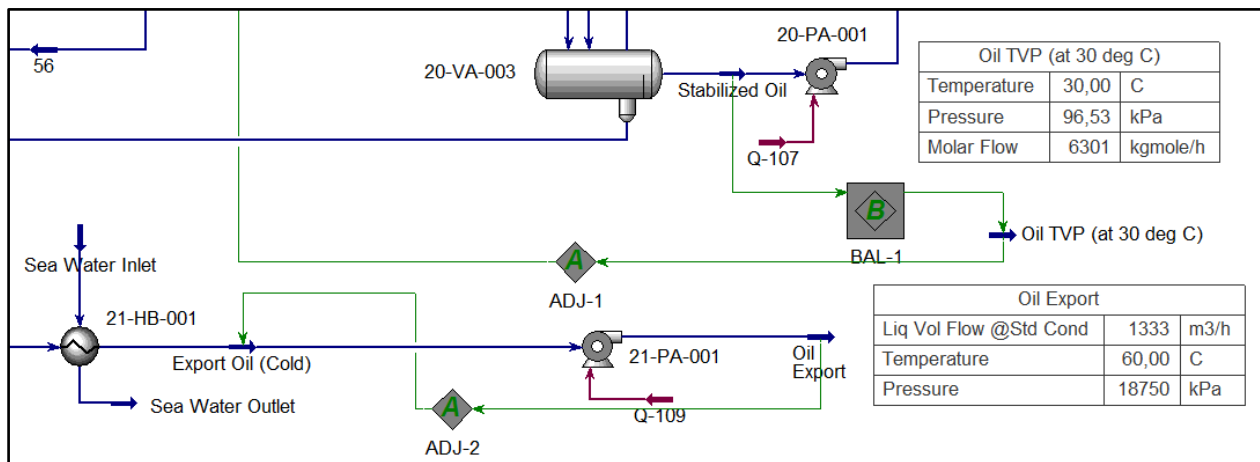 56
20-VA-003
Stabilized Oil
20-PA-001
Q-107
Oil TVP (at 30 deg C)
Temperature 30,00 C
Pressure 96,53 kPa
Molar Flow 6301 kgmole/h
B
BAL-1
Oil TVP (at 30 deg C)
A
ADJ-1
Sea Water Inlet
21-HB-001
Export Oil (Cold)
Sea Water Outlet
A
ADJ-2
21-PA-001
Q-109
Oil
Export
Oil Export
Liq Vol Flow @Std Cond 1333 m3/h
Temperature 60,00 C
Pressure 18750 kPa